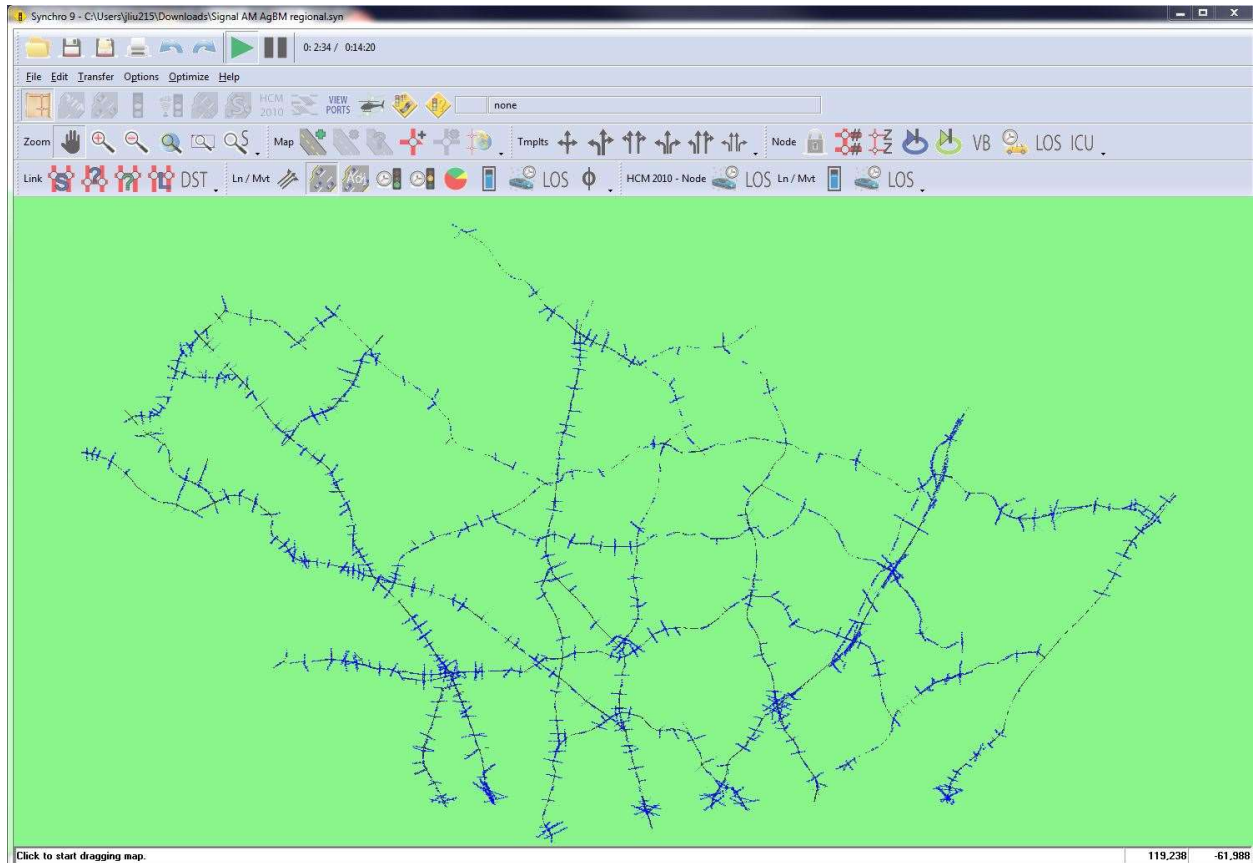 Synchro 9 - C:\Users\jliu215\Downloads\Signal AM AgBM regional.syn
0: 2:34 / 0:14:20
File Edit Transfer Options Optimize Help
HCM 2010 VIEW PORTS none
Zoom Map Tmplts Node VB LOS ICU
Link DST Ln / Mvt LOS Φ HCM 2010 - Node LOS Ln / Mvt LOS
Click to start dragging map. 119,238 -61,988